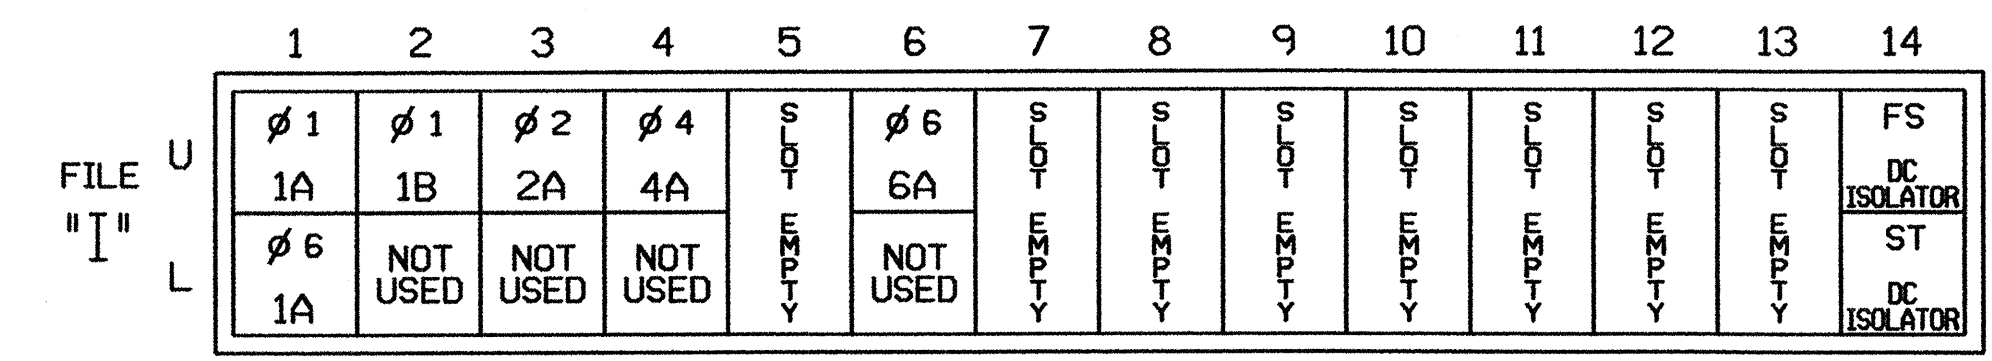 1 2 3 4 5 6 7 8 9 10 11 12 13 14
FILE
"I"
U
L
Ø 1
1A
Ø 6
1A
Ø 1
1B
NOT
USED
Ø 2
2A
NOT
USED
Ø 4
4A
NOT
USED
SLOT EMPTY
Ø 6
6A
NOT
USED
SLOT EMPTY
SLOT EMPTY
SLOT EMPTY
SLOT EMPTY
SLOT EMPTY
SLOT EMPTY
SLOT EMPTY
FS
DC
ISOLATOR
ST
DC
ISOLATOR